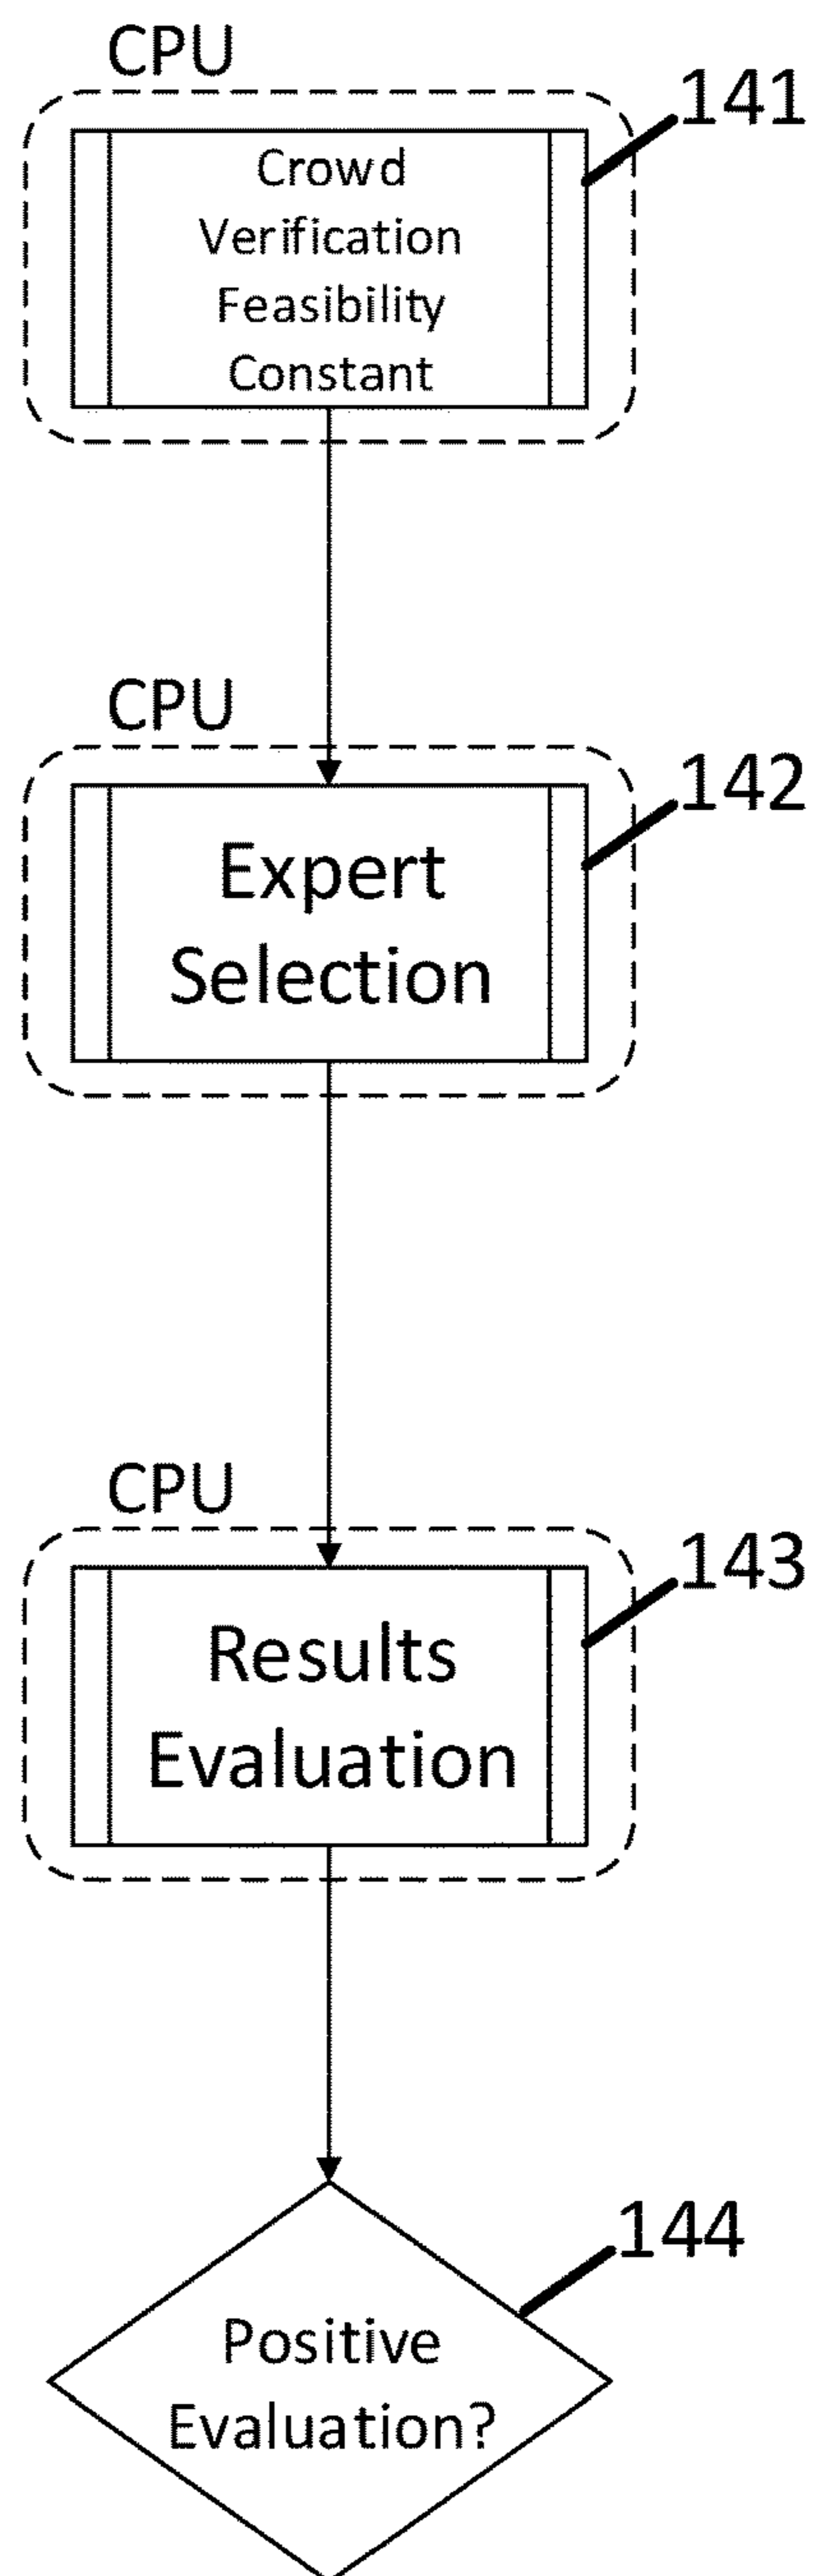 CPU
141
Crowd
Verification
Feasibility
Constant
CPU
142
Expert
Selection
CPU
143
Results
Evaluation
144
Positive
Evaluation?